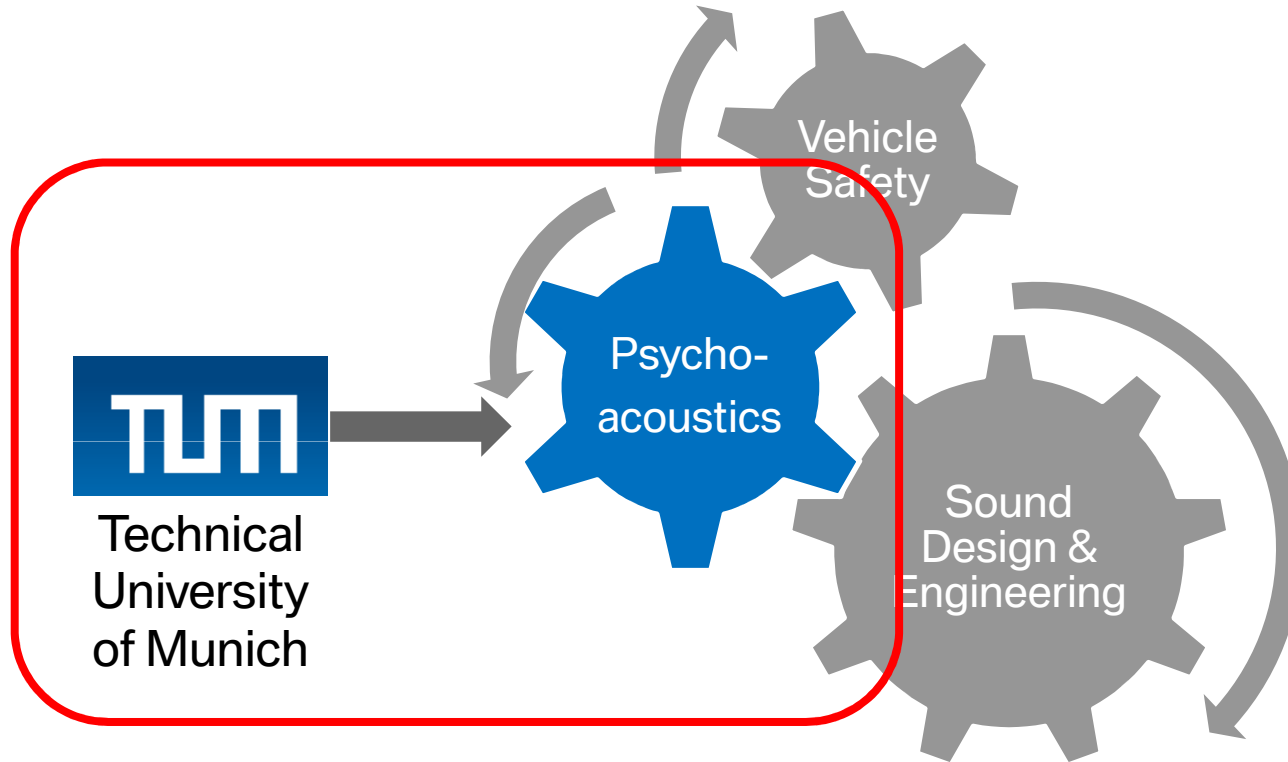 Vehicle
Safety
Psycho-
acoustics
TUM
Technical
University
of Munich
Sound
Design &
Engineering